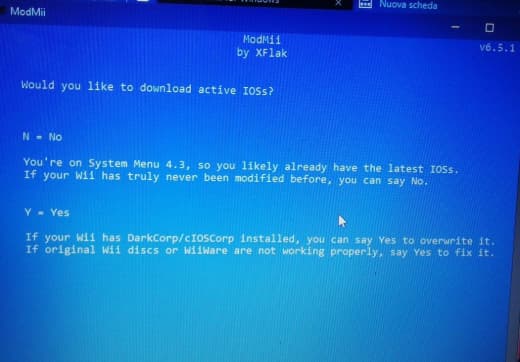 Windows
Nuova scheda
ModMii
ModMii
v6.5.1
by XFlak
Would you like to download active IOSs?
N = No
You're on System Menu 4.3, so you likely already have the latest IOSs.
If your Wii has truly never been modified before, you can say No.
Y = Yes
If your Wii has DarkCorp/cIOSCorp installed, you can say Yes to overwrite it.
If original Wii discs or WiiWare are not working properly, say Yes to fix it.